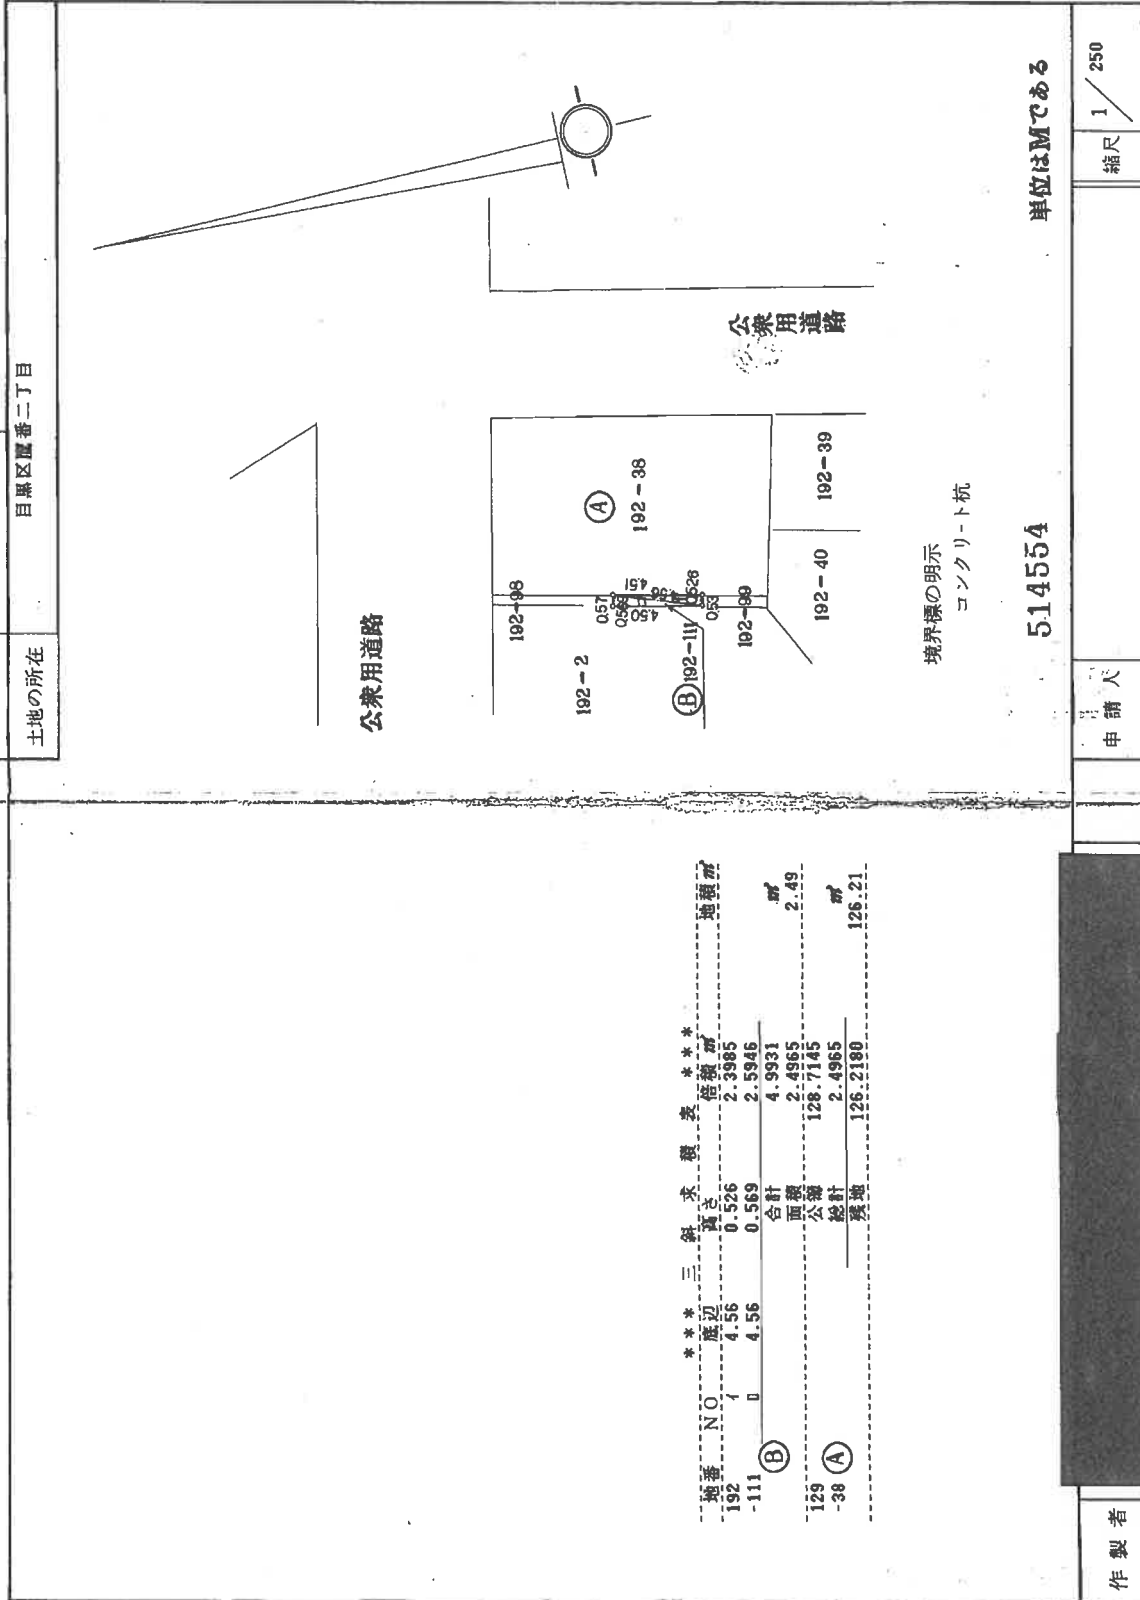 土地の所在
目黒区鷹番二丁目
公衆用道路
公衆用道路
192-98
192-2
0.57
0.569
4.51
4.50
4.56
0.526
0.53
Ⓐ
192-38
Ⓑ192-111
192-99
192-40
192-39
境界標の明示
コンクリート杭
514554
単位はMである
*** 三斜求積表 ***
地番 NO 底辺 高さ 倍積㎡ 地積㎡
192 イ 4.56 0.526 2.3985
-111 ロ 4.56 0.569 2.5946
Ⓑ 合計 4.9931 ㎡
面積 2.4965 2.49
129 公簿 128.7145
-38 Ⓐ 総計 2.4965 ㎡
残地 126.2180 126.21
作製者
申請人
縮尺 1/250